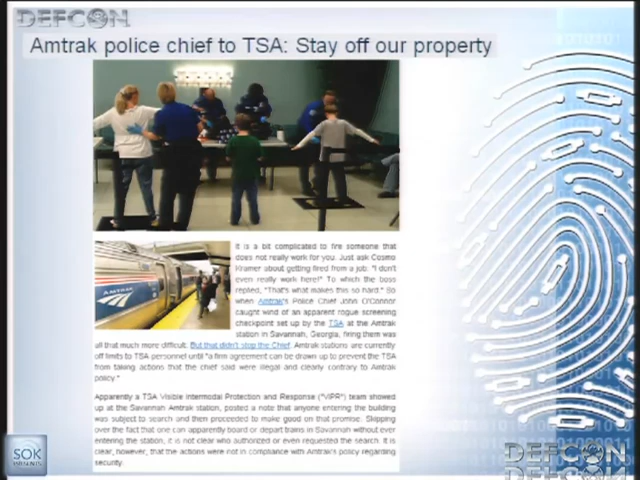 DEFCON
Amtrak police chief to TSA: Stay off our property
AMTRAK
It is a bit complicated to fire someone that
does not really work for you. Just ask Cosmo
Kramer about getting fired from a job. "I don't
even really work here!" To which the boss
replied, "That's what makes this so hard." So
when Amtrak's Police Chief John O'Connor
caught wind of an apparent rogue screening
checkpoint set up by the TSA at the Amtrak
station in Savannah, Georgia, firing them was
all that much more difficult. But that didn't stop the Chief. Amtrak stations are currently
off limits to TSA personnel until "a firm agreement can be drawn up to prevent the TSA
from taking actions that the chief said were illegal and clearly contrary to Amtrak
policy."
Apparently a TSA Visible Intermodal Protection and Response ("VIPR") team showed
up at the Savannah Amtrak station, posted a note that anyone entering the building
was subject to search and then proceeded to make good on that promise. Skipping
over the fact that one can apparently board or depart trains in Savannah without ever
entering the station, it is not clear who authorized or even requested the search. It is
clear, however, that the actions were not in compliance with Amtrak's policy regarding
security.
SOK
PRESENTS
DEFCON